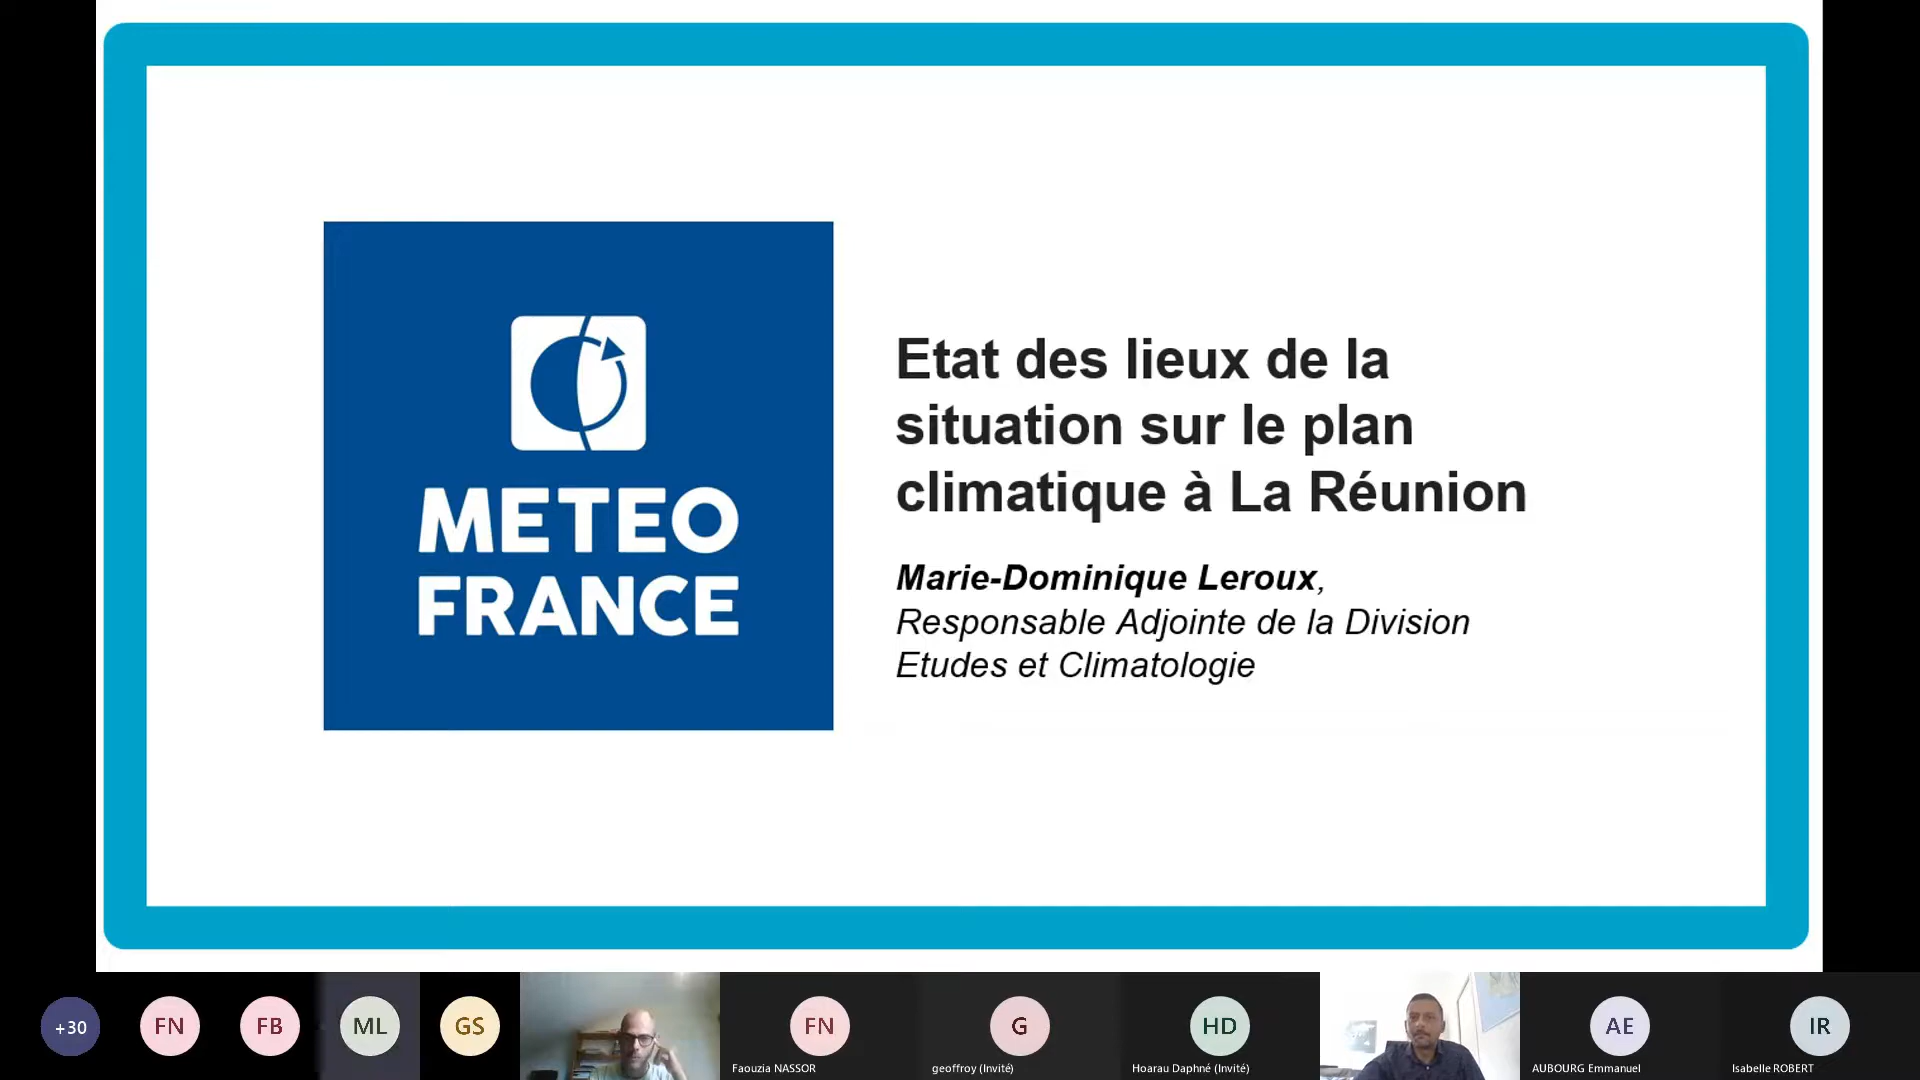 METEO
FRANCE
Etat des lieux de la
situation sur le plan
climatique à La Réunion
Marie-Dominique Leroux,
Responsable Adjointe de la Division
Etudes et Climatologie
+30
FN
FB
ML
GS
FN
G
HD
AE
IR
Faouzia NASSOR
geoffroy (Invité)
Hoarau Daphné (Invité)
AUBOURG Emmanuel
Isabelle ROBERT